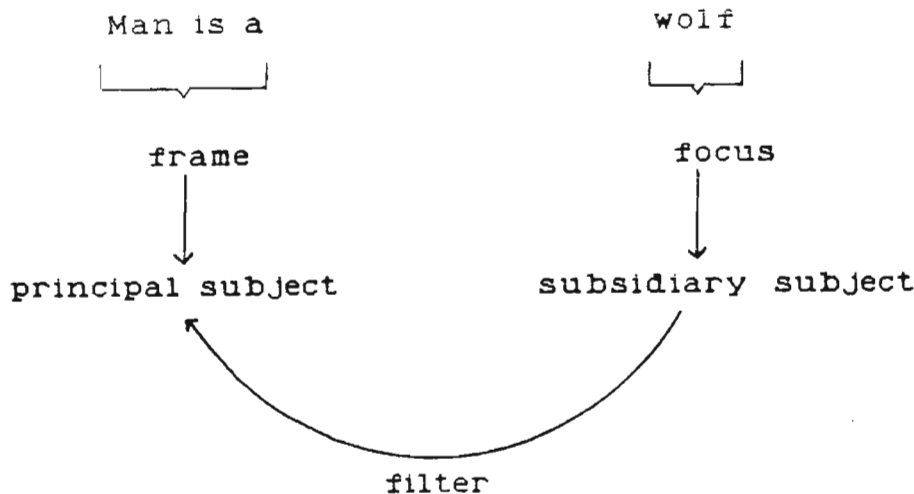 Man is a wolf
frame focus
principal subject subsidiary subject
filter